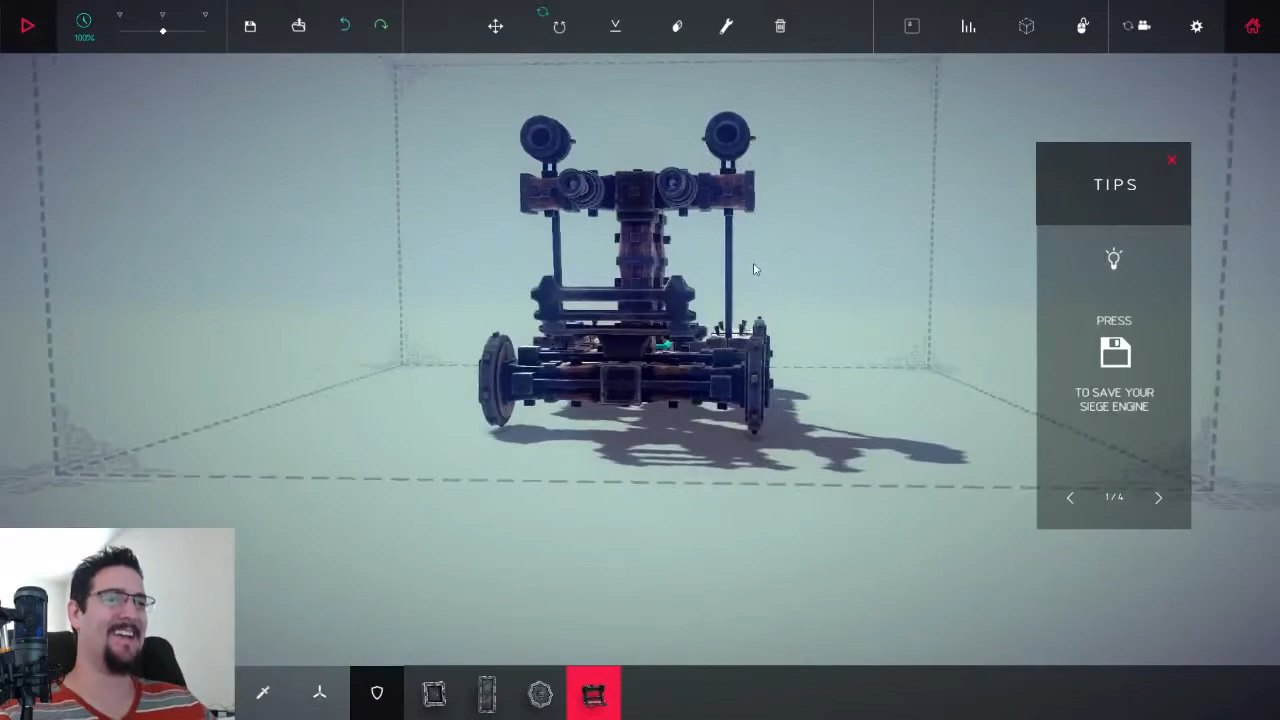 100%
TIPS
PRESS
TO SAVE YOUR
SIEGE ENGINE
1/4